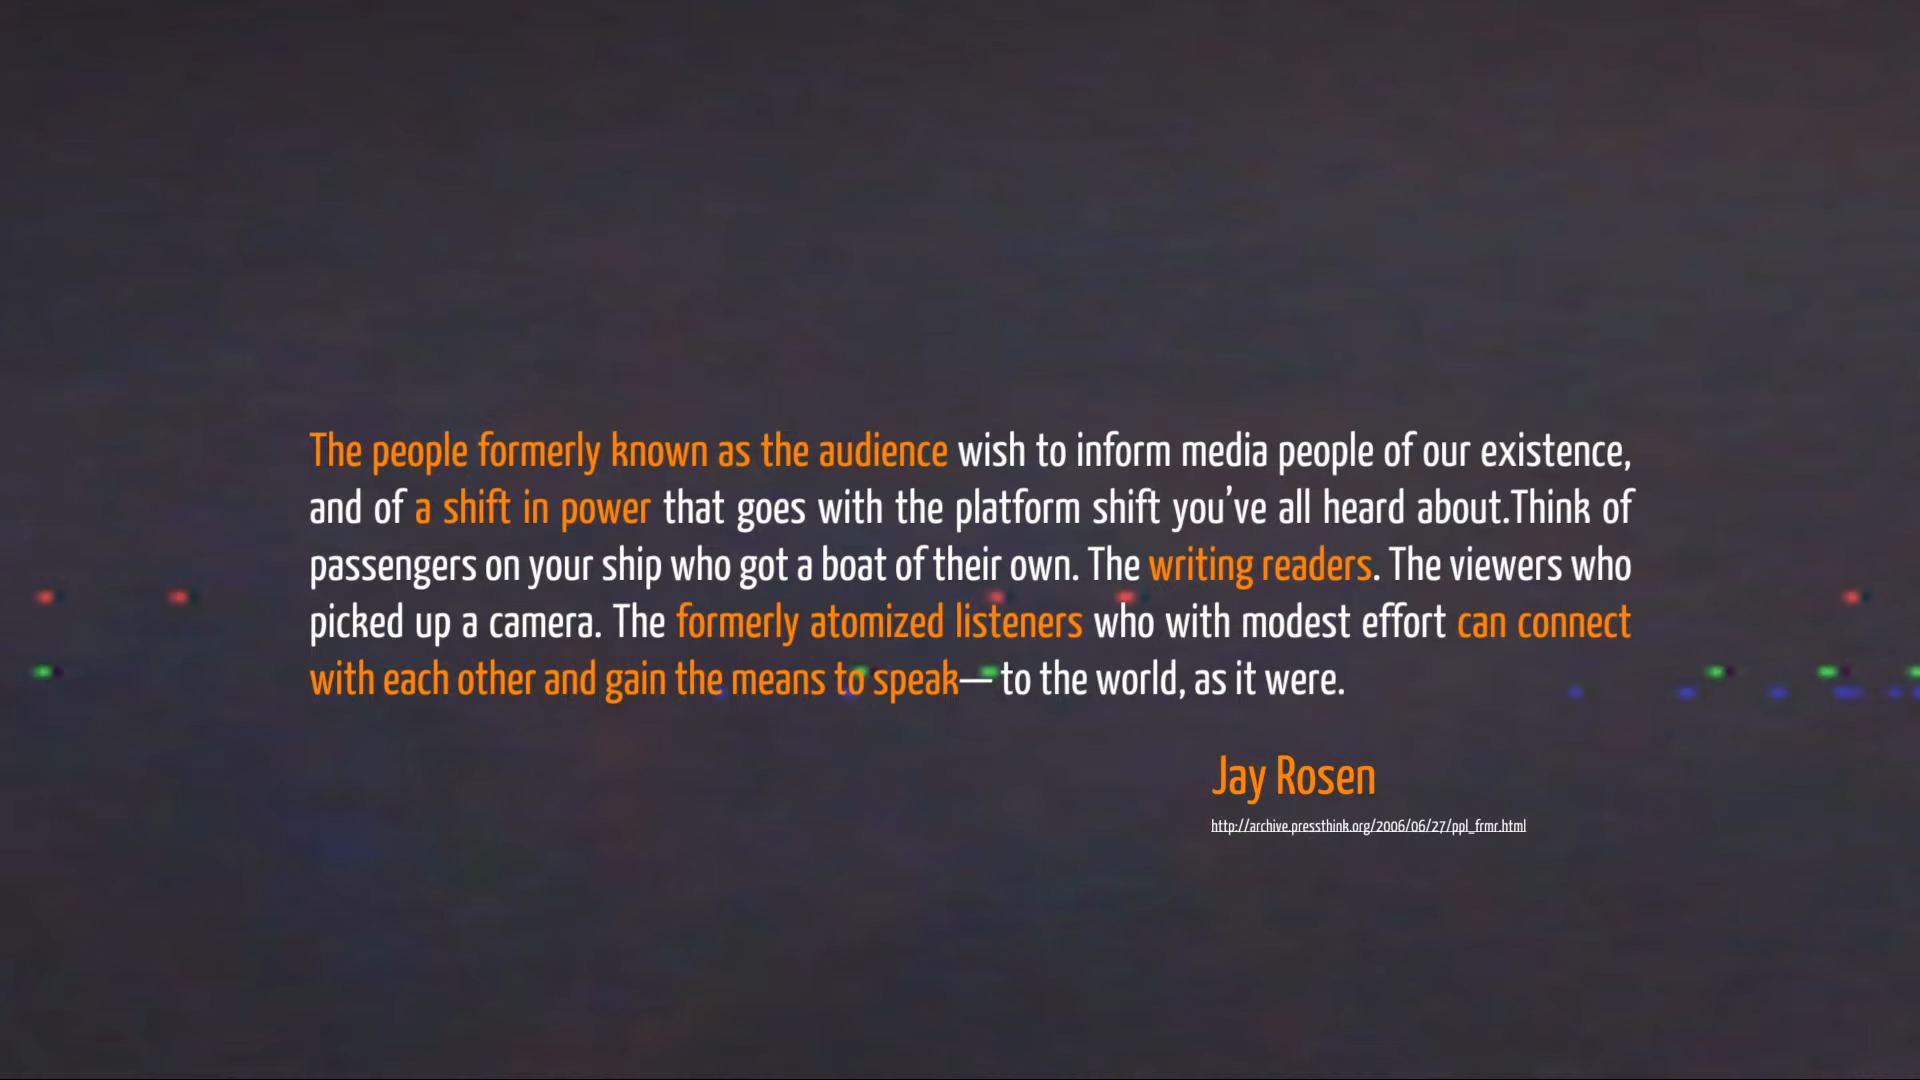 The people formerly known as the audience wish to inform media people of our existence,
and of a shift in power that goes with the platform shift you’ve all heard about.Think of
passengers on your ship who got a boat of their own. The writing readers. The viewers who
picked up a camera. The formerly atomized listeners who with modest effort can connect
with each other and gain the means to speak— to the world, as it were.
Jay Rosen
http://archive.pressthink.org/2006/06/27/ppl_frmr.html